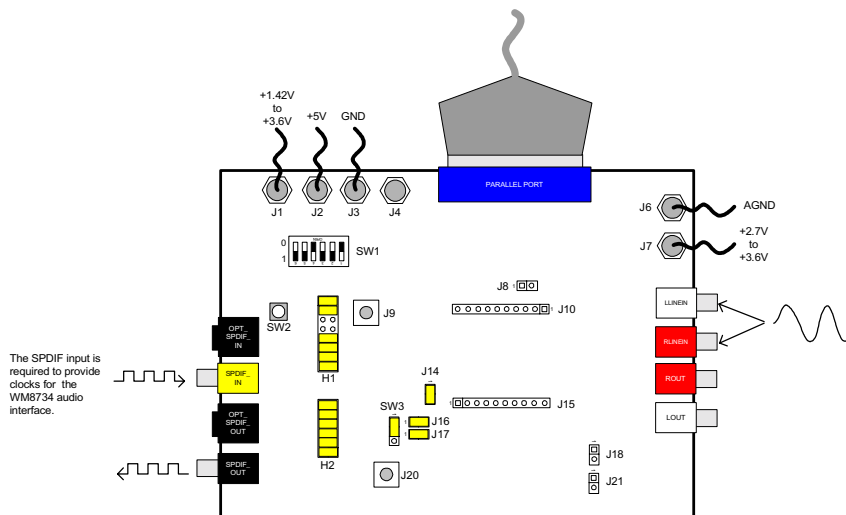 +1.42V
to
+3.6V
+5V
GND
PARALLEL PORT
J1
J2
J3
J4
J6
AGND
J7
+2.7V
to
+3.6V
0
1
SW1
J8
J10
SW2
J9
LLINEIN
RLINEIN
ROUT
LOUT
OPT_
SPDIF_
IN
SPDIF_
IN
OPT_
SPDIF_
OUT
SPDIF_
OUT
The SPDIF input is
required to provide
clocks for the
WM8734 audio
interface.
H1
J14
J15
SW3
J16
J17
H2
J20
J18
J21